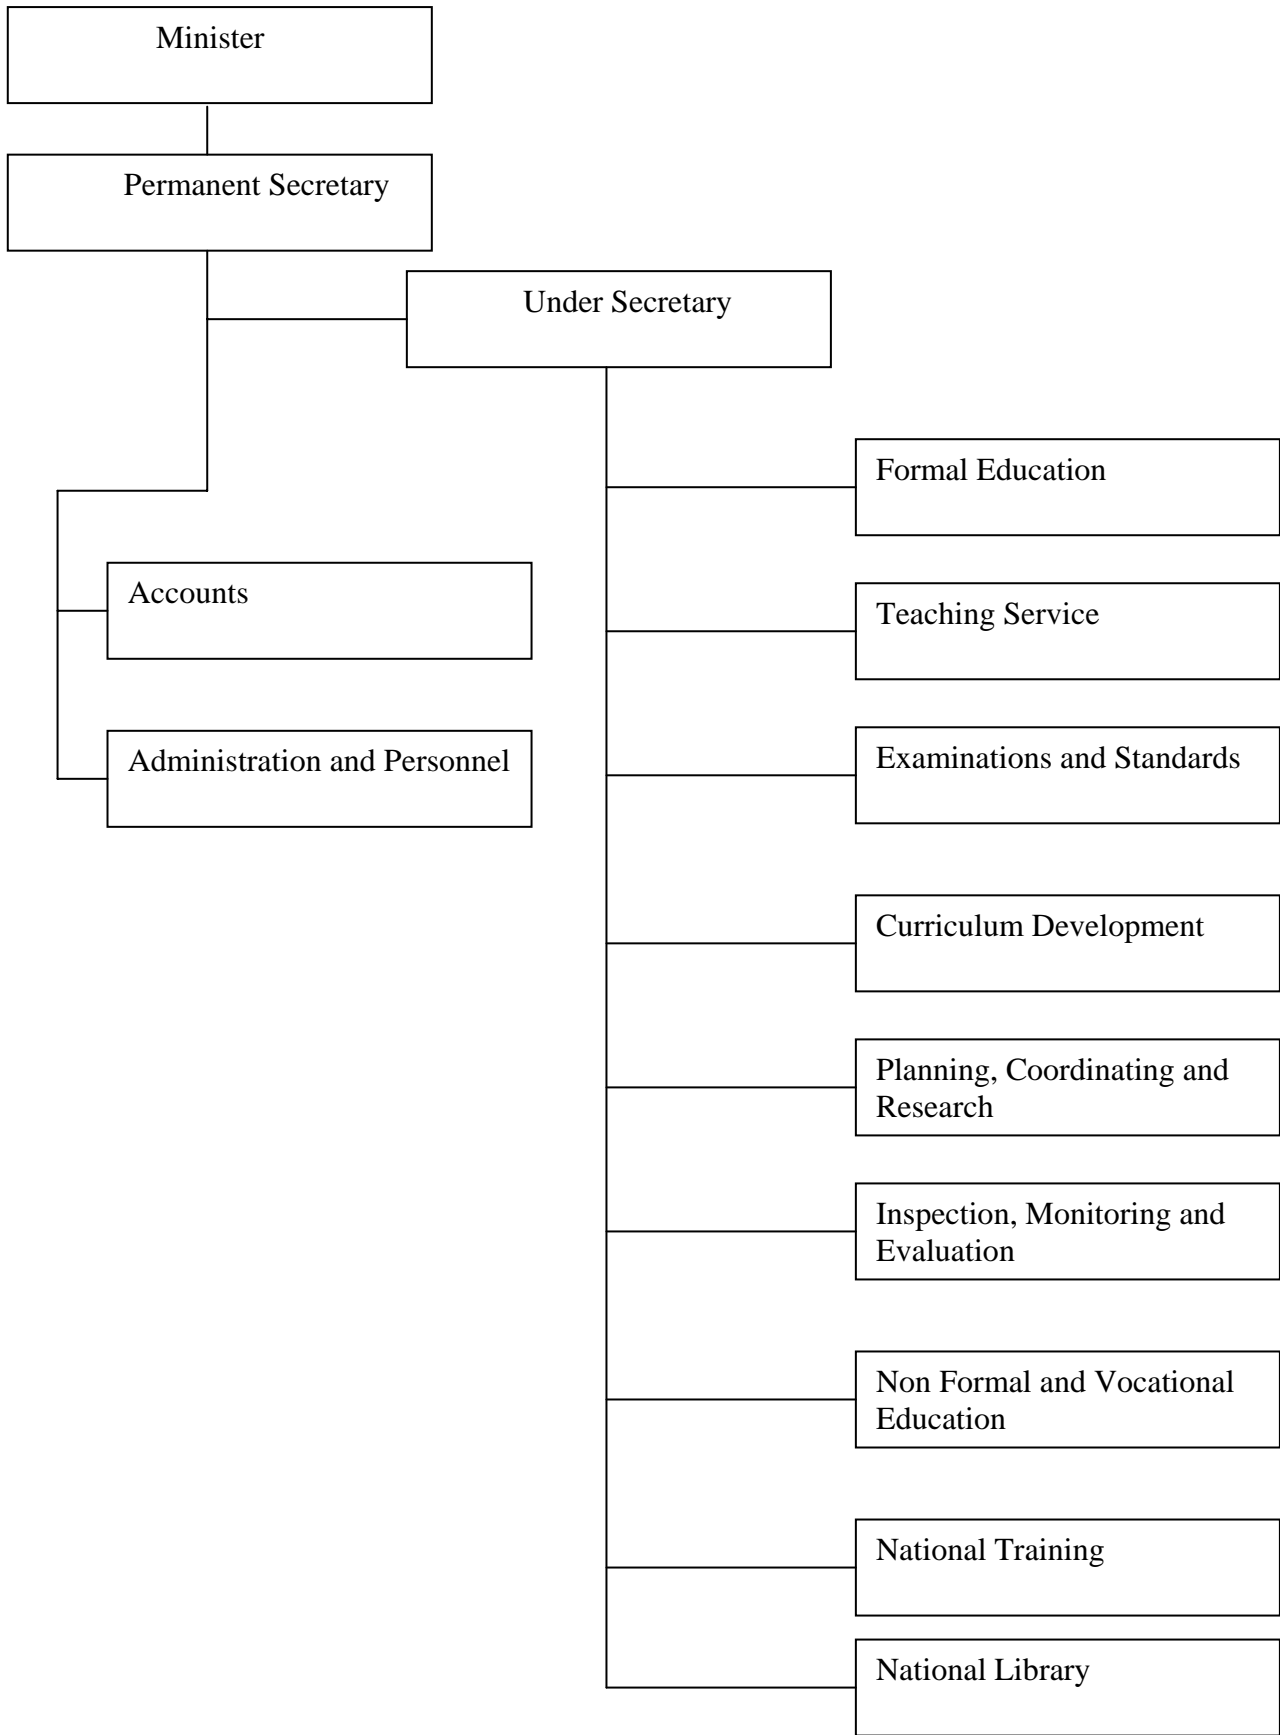 Minister
Permanent Secretary
Under Secretary
Formal Education
Accounts
Teaching Service
Administration and Personnel
Examinations and Standards
Curriculum Development
Planning, Coordinating and
Research
Inspection, Monitoring and
Evaluation
Non Formal and Vocational
Education
National Training
National Library